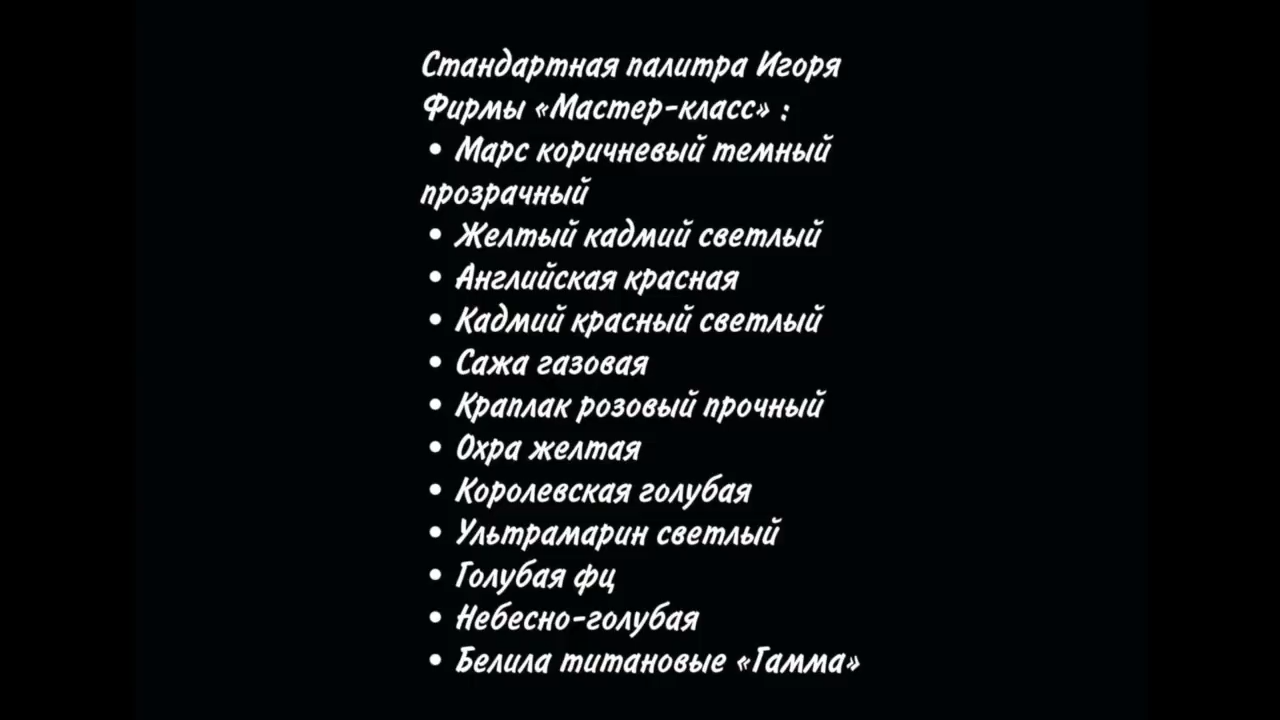 Стандартная палитра Игоря
Фирмы «Мастер-класс» :
• Марс коричневый темный
прозрачный
• Желтый кадмий светлый
• Английская красная
• Кадмий красный светлый
• Сажа газовая
• Краплак розовый прочный
• Охра желтая
• Королевская голубая
• Ультрамарин светлый
• Голубая фц
• Небесно-голубая
• Белила титановые «Гамма»